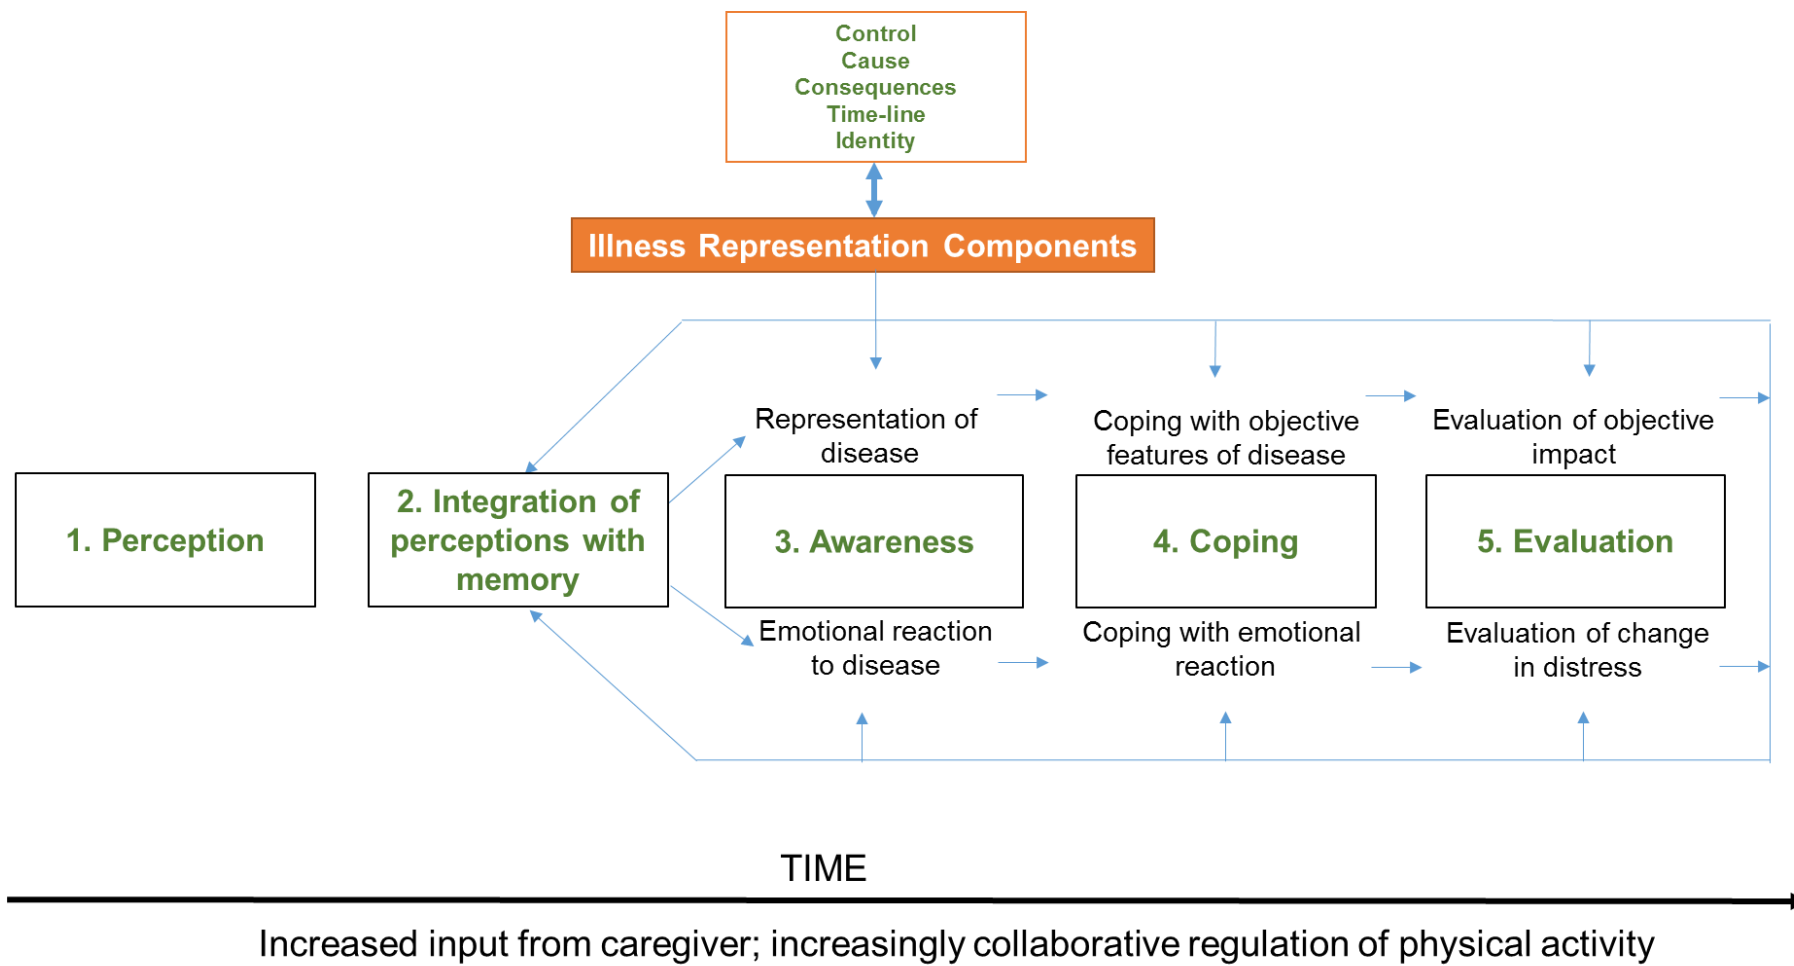 Control
Cause
Consequences
Time-line
Identity
Illness Representation Components
Representation of
disease
Coping with objective
features of disease
Evaluation of objective
impact
1. Perception
2. Integration of
perceptions with
memory
3. Awareness
4. Coping
5. Evaluation
Emotional reaction
to disease
Coping with emotional
reaction
Evaluation of change
in distress
TIME
Increased input from caregiver; increasingly collaborative regulation of physical activity